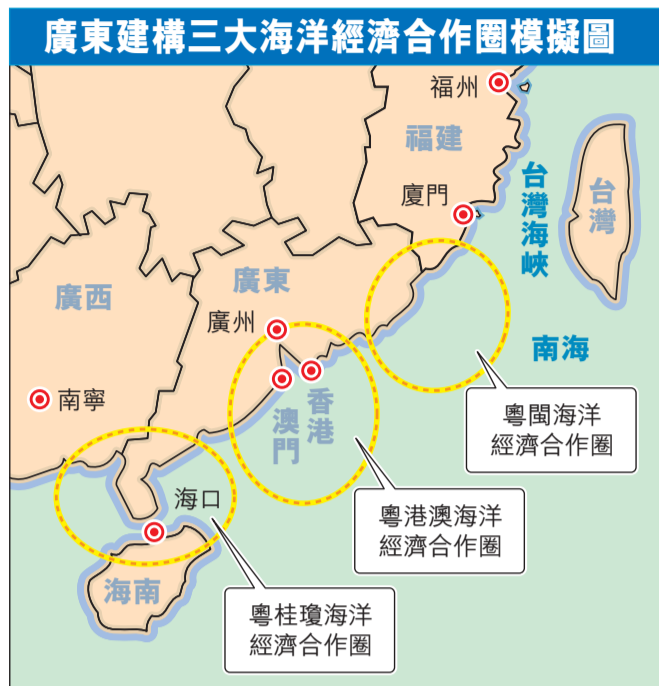 廣東建構三大海洋經濟合作圈模擬圖
福州
福建
廈門
台灣海峽
台灣
廣西
廣東
廣州
南海
南寧
香港
澳門
粵閩海洋
經濟合作圈
海口
粵港澳海洋
經濟合作圈
海南
粵桂瓊海洋
經濟合作圈